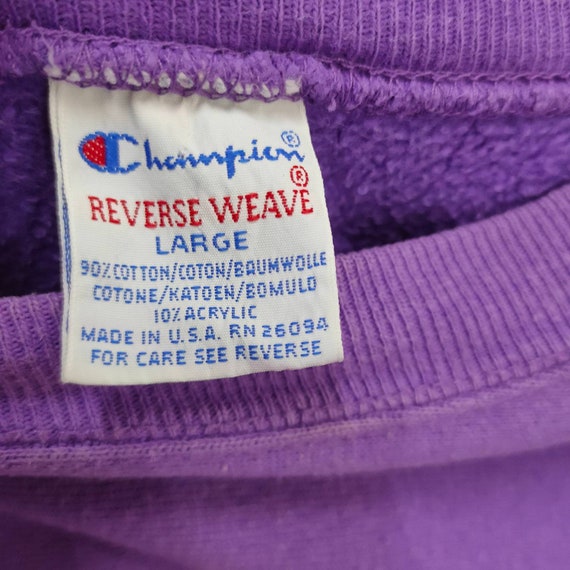 Champion®
REVERSE WEAVE®
LARGE
90% COTTON/COTON/BAUMWOLLE
COTONE/KATOEN/BOMULD
10% ACRYLIC
MADE IN U.S.A. RN 26094
FOR CARE SEE REVERSE